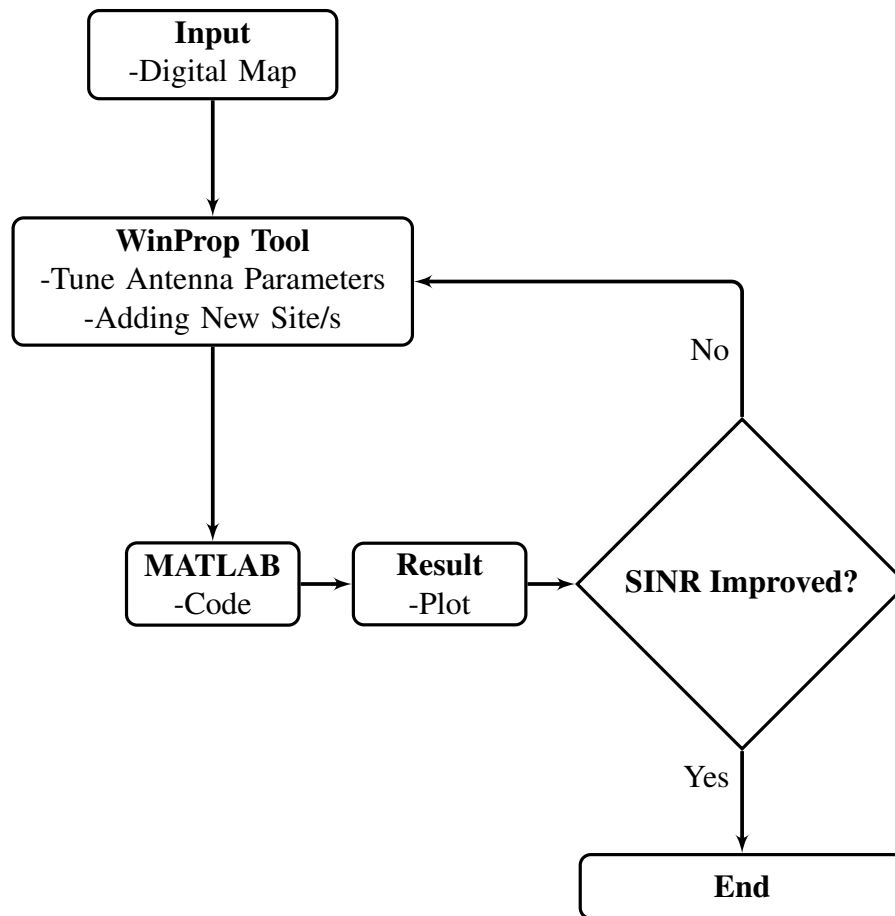 Input
-Digital Map
WinProp Tool
-Tune Antenna Parameters
-Adding New Site/s
No
MATLAB
-Code
Result
-Plot
SINR Improved?
Yes
End